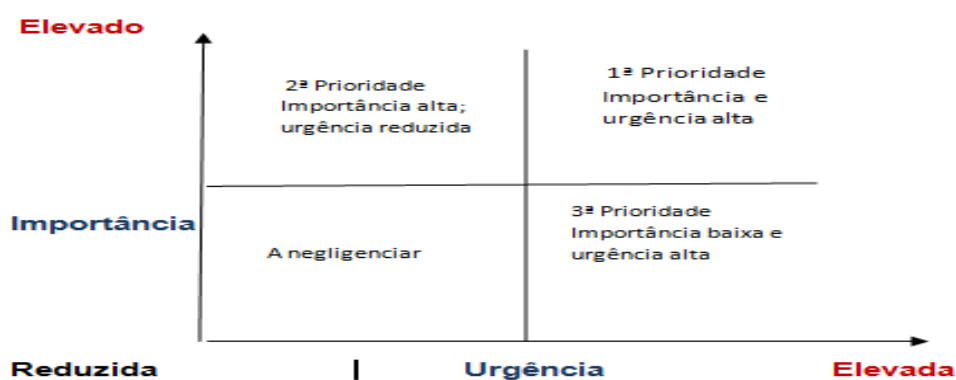 Elevado
2ª Prioridade
Importância alta;
urgência reduzida
1ª Prioridade
Importância e
urgência alta
Importância
A negligenciar
3ª Prioridade
Importância baixa e
urgência alta
Reduzida
Urgência
Elevada